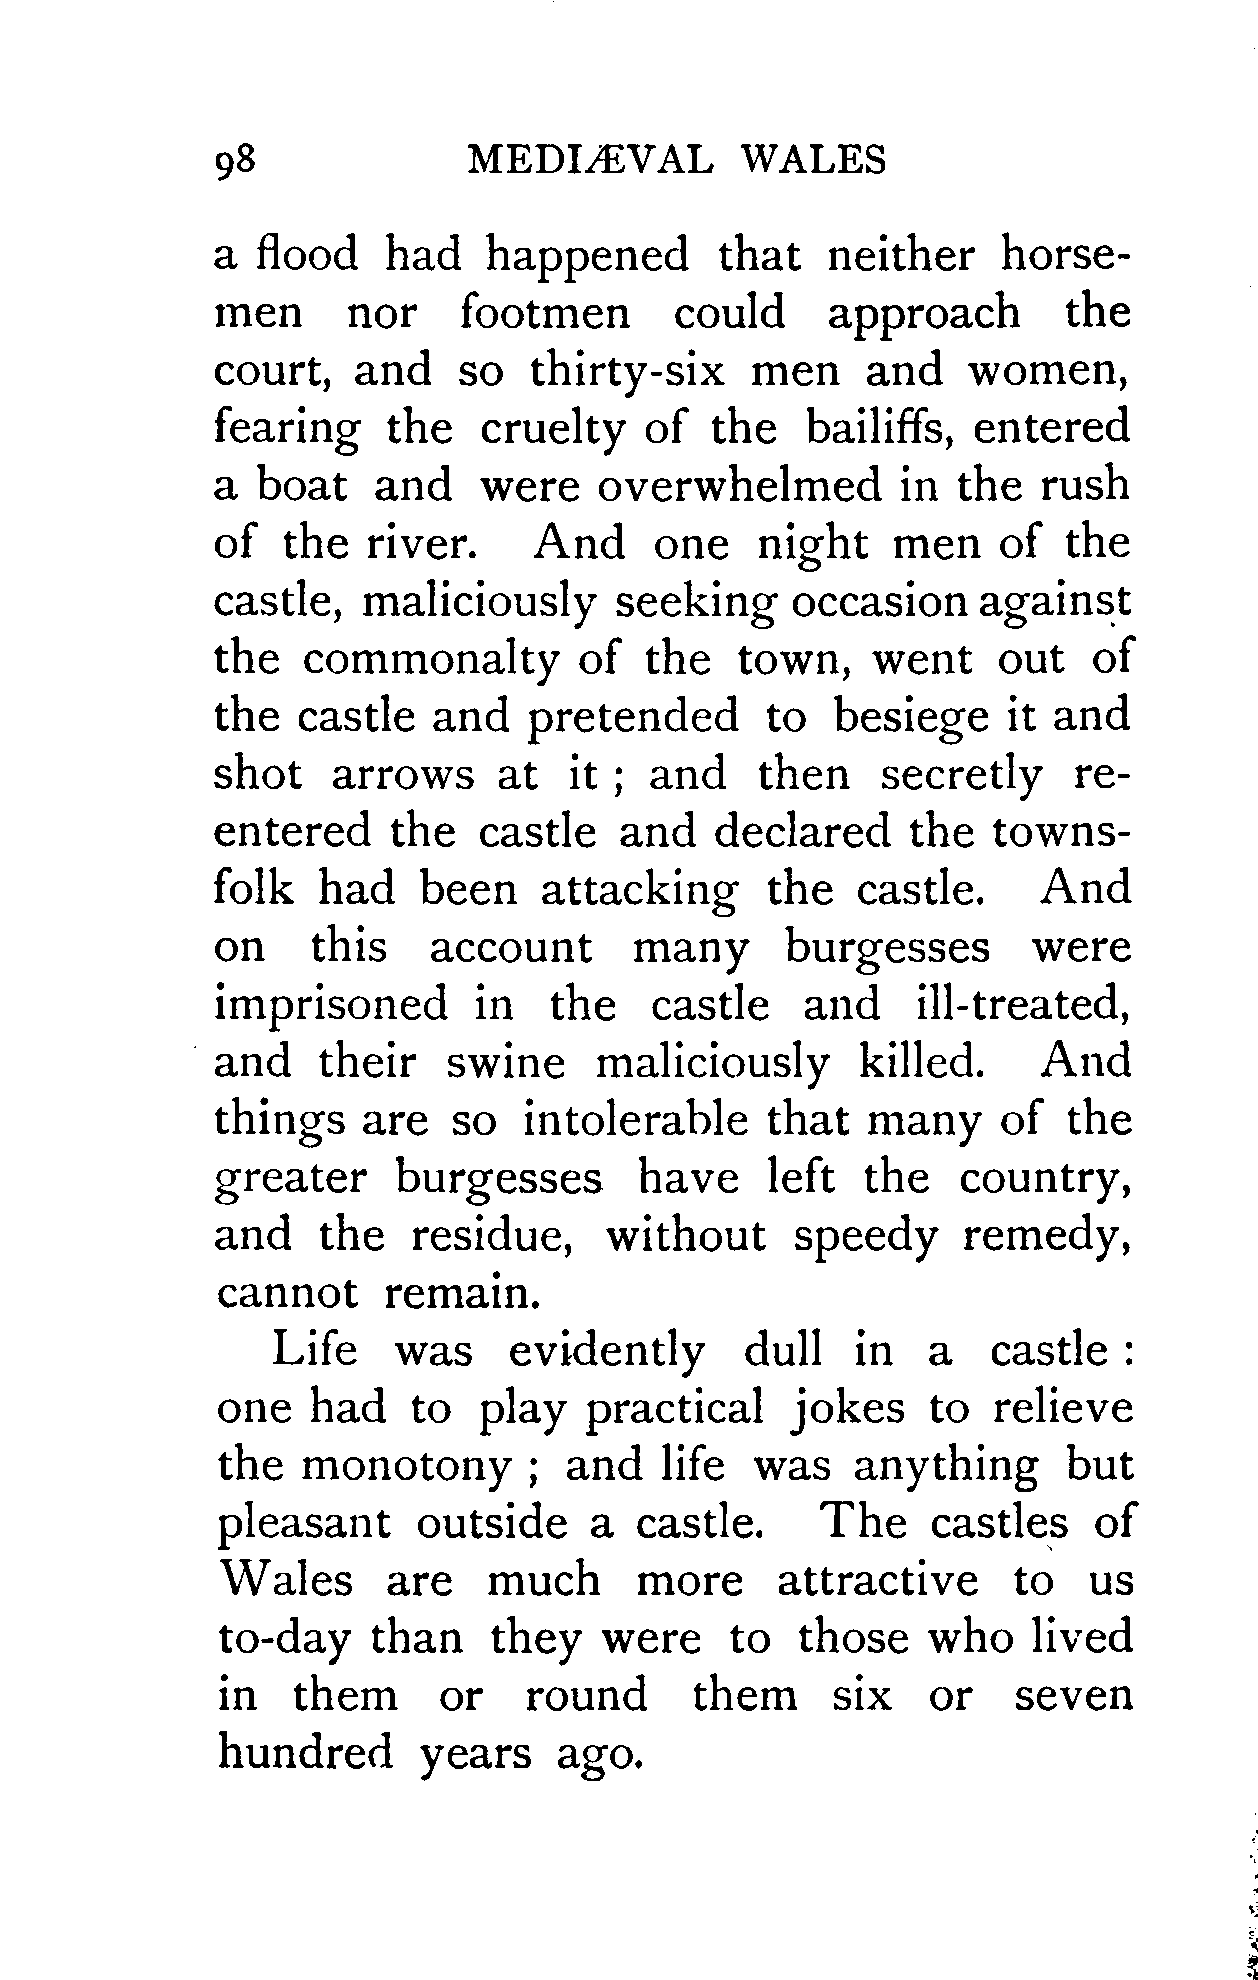 98 MEDIÆVAL WALES
a flood had happened that neither horse-
men nor footmen could approach the
court, and so thirty-six men and women,
fearing the cruelty of the bailiffs, entered
a boat and were overwhelmed in the rush
of the river. And one night men of the
castle, maliciously seeking occasion against
the commonalty of the town, went out of
the castle and pretended to besiege it and
shot arrows at it ; and then secretly re-
entered the castle and declared the towns-
folk had been attacking the castle. And
on this account many burgesses were
imprisoned in the castle and ill-treated,
and their swine maliciously killed. And
things are so intolerable that many of the
greater burgesses have left the country,
and the residue, without speedy remedy,
cannot remain.
Life was evidently dull in a castle :
one had to play practical jokes to relieve
the monotony ; and life was anything but
pleasant outside a castle. The castles of
Wales are much more attractive to us
to-day than they were to those who lived
in them or round them six or seven
hundred years ago.